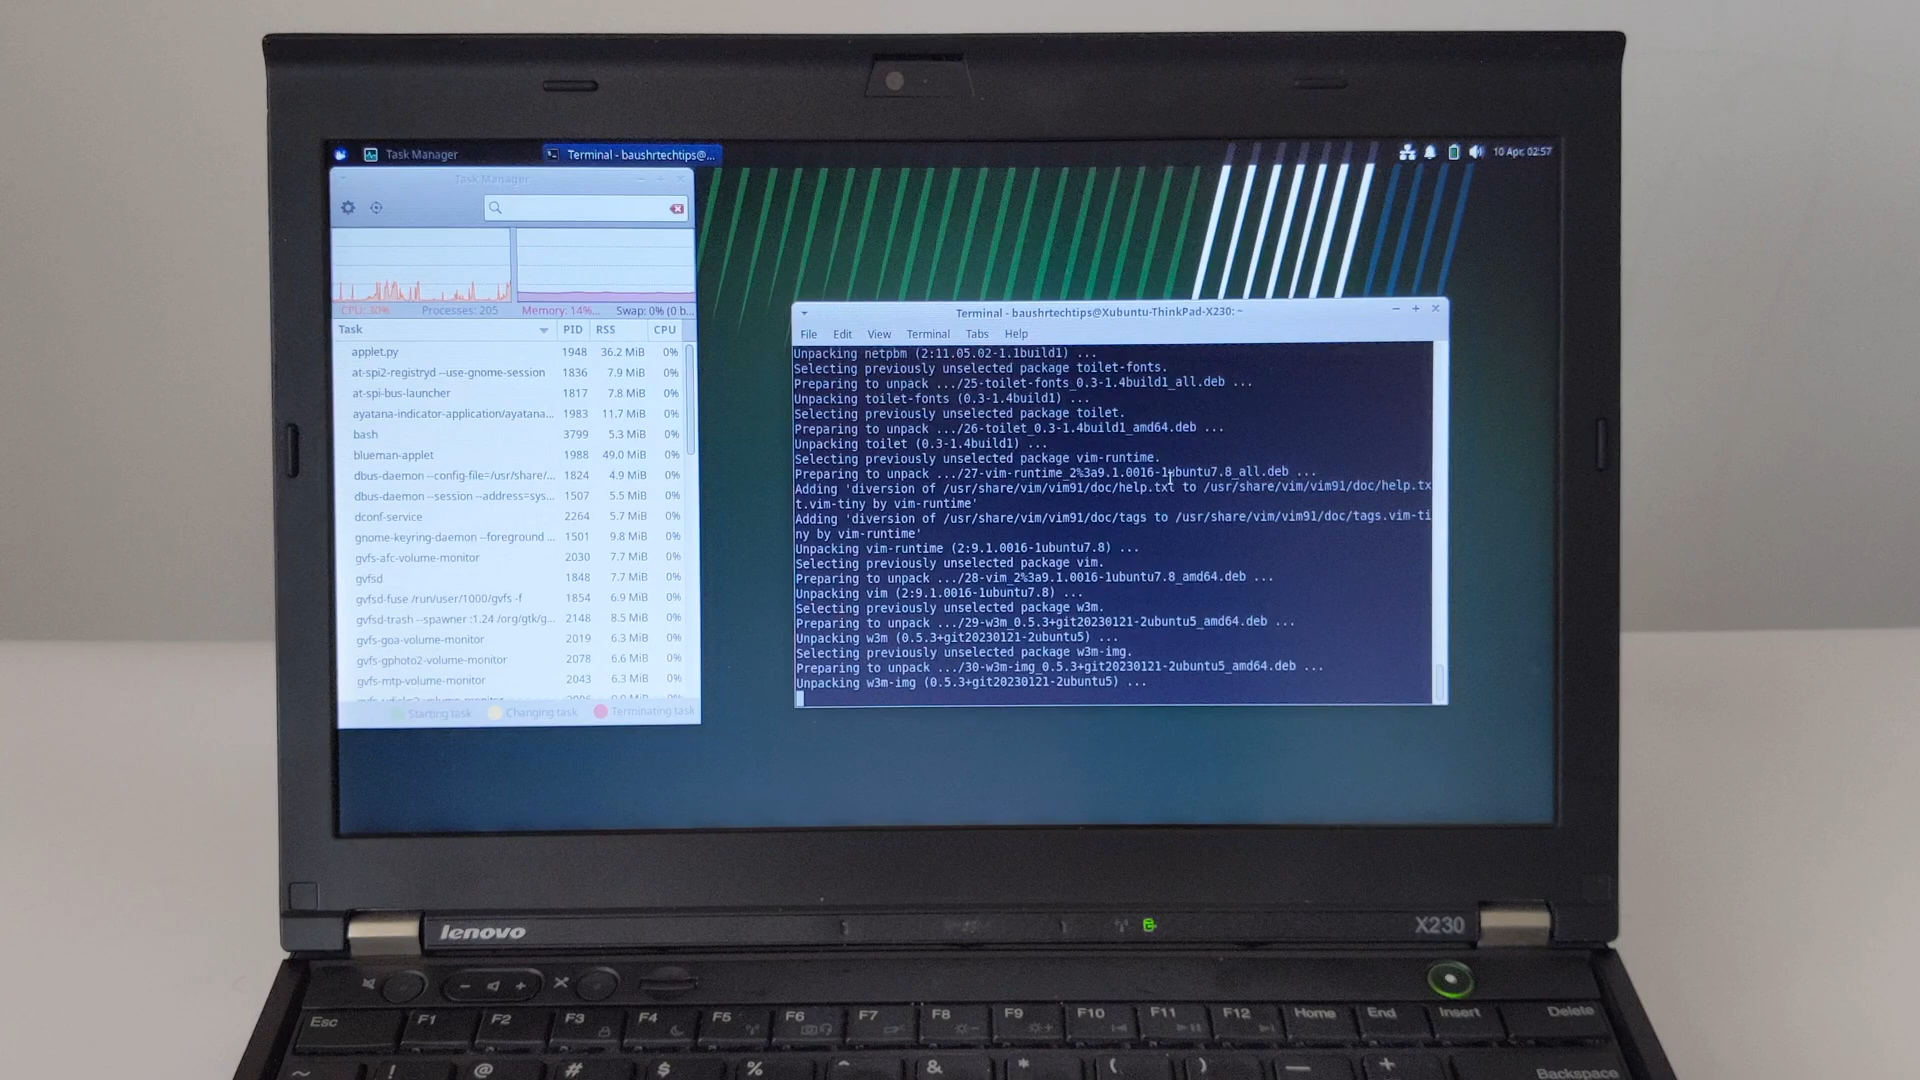 Task Manager
Terminal - baushrtechtips@...
10 Apr, 02:57
Task Manager
CPU: 30% Processes: 205 Memory: 14%... Swap: 0% (0 b...
Task PID RSS CPU
applet.py 1948 36.2 MiB 0%
at-spi2-registryd --use-gnome-session 1836 7.9 MiB 0%
at-spi-bus-launcher 1817 7.8 MiB 0%
ayatana-indicator-application/ayatana... 1983 11.7 MiB 0%
bash 3799 5.3 MiB 0%
blueman-applet 1988 49.0 MiB 0%
dbus-daemon --config-file=/usr/share/... 1824 4.9 MiB 0%
dbus-daemon --session --address=sys... 1507 5.5 MiB 0%
dconf-service 2264 5.7 MiB 0%
gnome-keyring-daemon --foreground ... 1501 9.8 MiB 0%
gvfs-afc-volume-monitor 2030 7.7 MiB 0%
gvfsd 1848 7.7 MiB 0%
gvfsd-fuse /run/user/1000/gvfs -f 1854 6.9 MiB 0%
gvfsd-trash --spawner :1.24 /org/gtk/g... 2148 8.5 MiB 0%
gvfs-goa-volume-monitor 2019 6.3 MiB 0%
gvfs-gphoto2-volume-monitor 2078 6.6 MiB 0%
gvfs-mtp-volume-monitor 2043 6.3 MiB 0%
Starting task Changing task Terminating task
Terminal - baushrtechtips@Xubuntu-ThinkPad-X230: ~
File Edit View Terminal Tabs Help
Unpacking netpbm (2:11.05.02-1.1build1) ...
Selecting previously unselected package toilet-fonts.
Preparing to unpack .../25-toilet-fonts_0.3-1.4build1_all.deb ...
Unpacking toilet-fonts (0.3-1.4build1) ...
Selecting previously unselected package toilet.
Preparing to unpack .../26-toilet_0.3-1.4build1_amd64.deb ...
Unpacking toilet (0.3-1.4build1) ...
Selecting previously unselected package vim-runtime.
Preparing to unpack .../27-vim-runtime_2%3a9.1.0016-1ubuntu7.8_all.deb ...
Adding 'diversion of /usr/share/vim/vim91/doc/help.txt to /usr/share/vim/vim91/doc/help.tx
t.vim-tiny by vim-runtime'
Adding 'diversion of /usr/share/vim/vim91/doc/tags to /usr/share/vim/vim91/doc/tags.vim-ti
ny by vim-runtime'
Unpacking vim-runtime (2:9.1.0016-1ubuntu7.8) ...
Selecting previously unselected package vim.
Preparing to unpack .../28-vim_2%3a9.1.0016-1ubuntu7.8_amd64.deb ...
Unpacking vim (2:9.1.0016-1ubuntu7.8) ...
Selecting previously unselected package w3m.
Preparing to unpack .../29-w3m_0.5.3+git20230121-2ubuntu5_amd64.deb ...
Unpacking w3m (0.5.3+git20230121-2ubuntu5) ...
Selecting previously unselected package w3m-img.
Preparing to unpack .../30-w3m-img_0.5.3+git20230121-2ubuntu5_amd64.deb ...
Unpacking w3m-img (0.5.3+git20230121-2ubuntu5) ...
lenovo
X230
Esc F1 F2 F3 F4 F5 F6 F7 F8 F9 F10 F11 F12 Home End Insert Delete
~ ! @ # $ % ^ & * ( ) — + Backspace